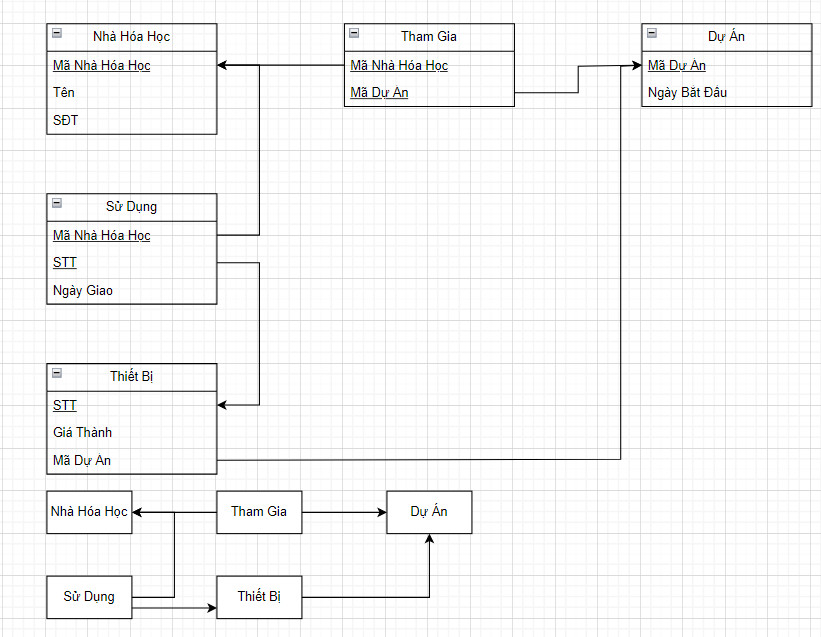 Nhà Hóa Học
Mã Nhà Hóa Học
Tên
SĐT
Tham Gia
Mã Nhà Hóa Học
Mã Dự Án
Dự Án
Mã Dự Án
Ngày Bắt Đầu
Sử Dụng
Mã Nhà Hóa Học
STT
Ngày Giao
Thiết Bị
STT
Giá Thành
Mã Dự Án
Nhà Hóa Học
Tham Gia
Dự Án
Sử Dụng
Thiết Bị